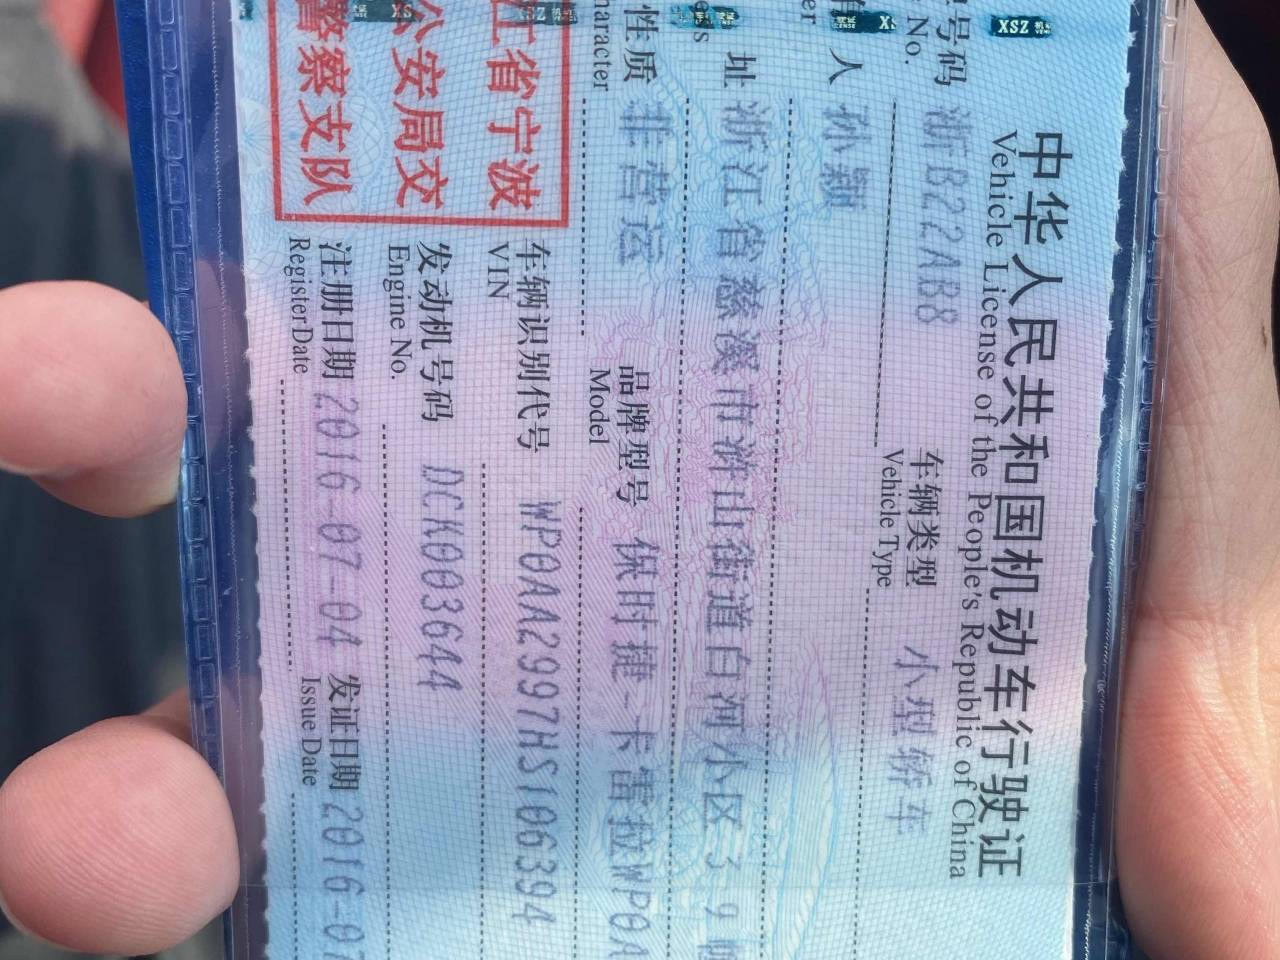 中华人民共和国机动车行驶证
Vehicle License of the People's Republic of China
号码 浙B22AB8 车辆类型 小型轿车
No. Vehicle Type
人 孙颖
址 浙江省慈溪市浒山街道白河小区39
性质 非营运 品牌型号 保时捷-卡雷拉WP0A
haracter Model
江省宁波
公安局交
警察支队
车辆识别代号 WP0AA2997HS106394
VIN
发动机号码 DCK003644
Engine No.
注册日期 2016-07-04 发证日期 2016-07
Register Date Issue Date
XSZ